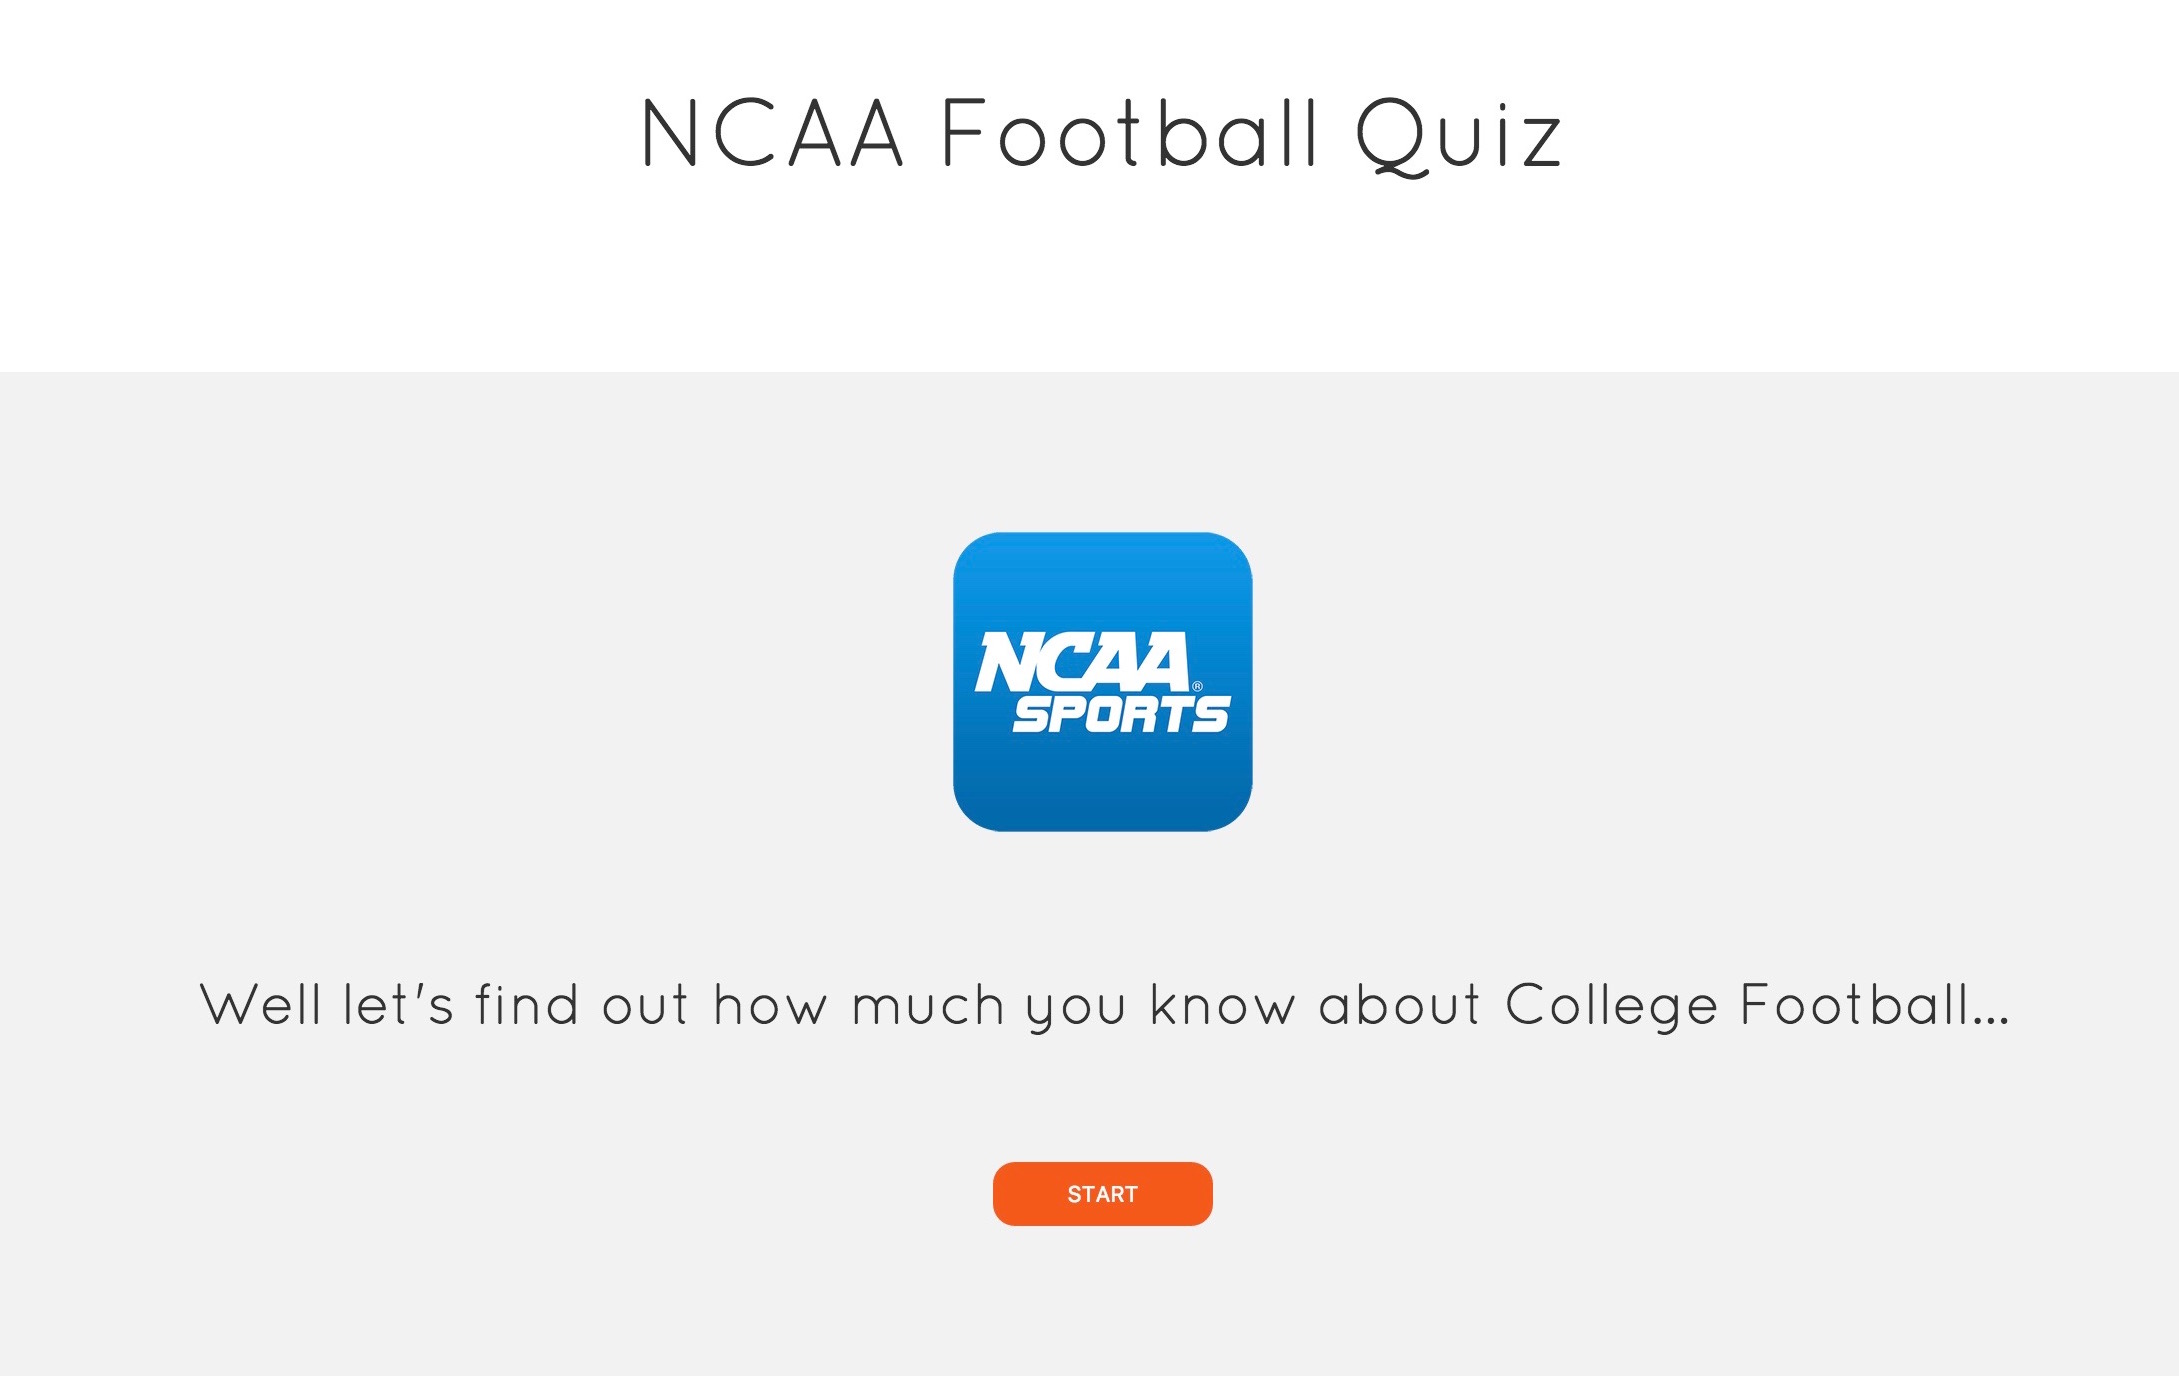 NCAA Football Quiz
NCAA®
SPORTS
Well let's find out how much you know about College Football...
START